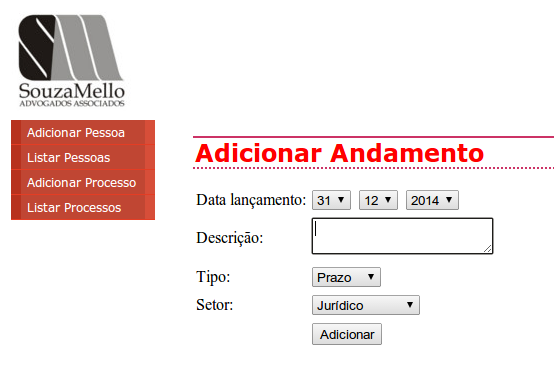 SouzaMello
ADVOGADOS ASSOCIADOS
Adicionar Pessoa
Listar Pessoas
Adicionar Processo
Listar Processos
Adicionar Andamento
Data lançamento: 31 12 2014
Descrição:
Tipo: Prazo
Setor: Jurídico
Adicionar